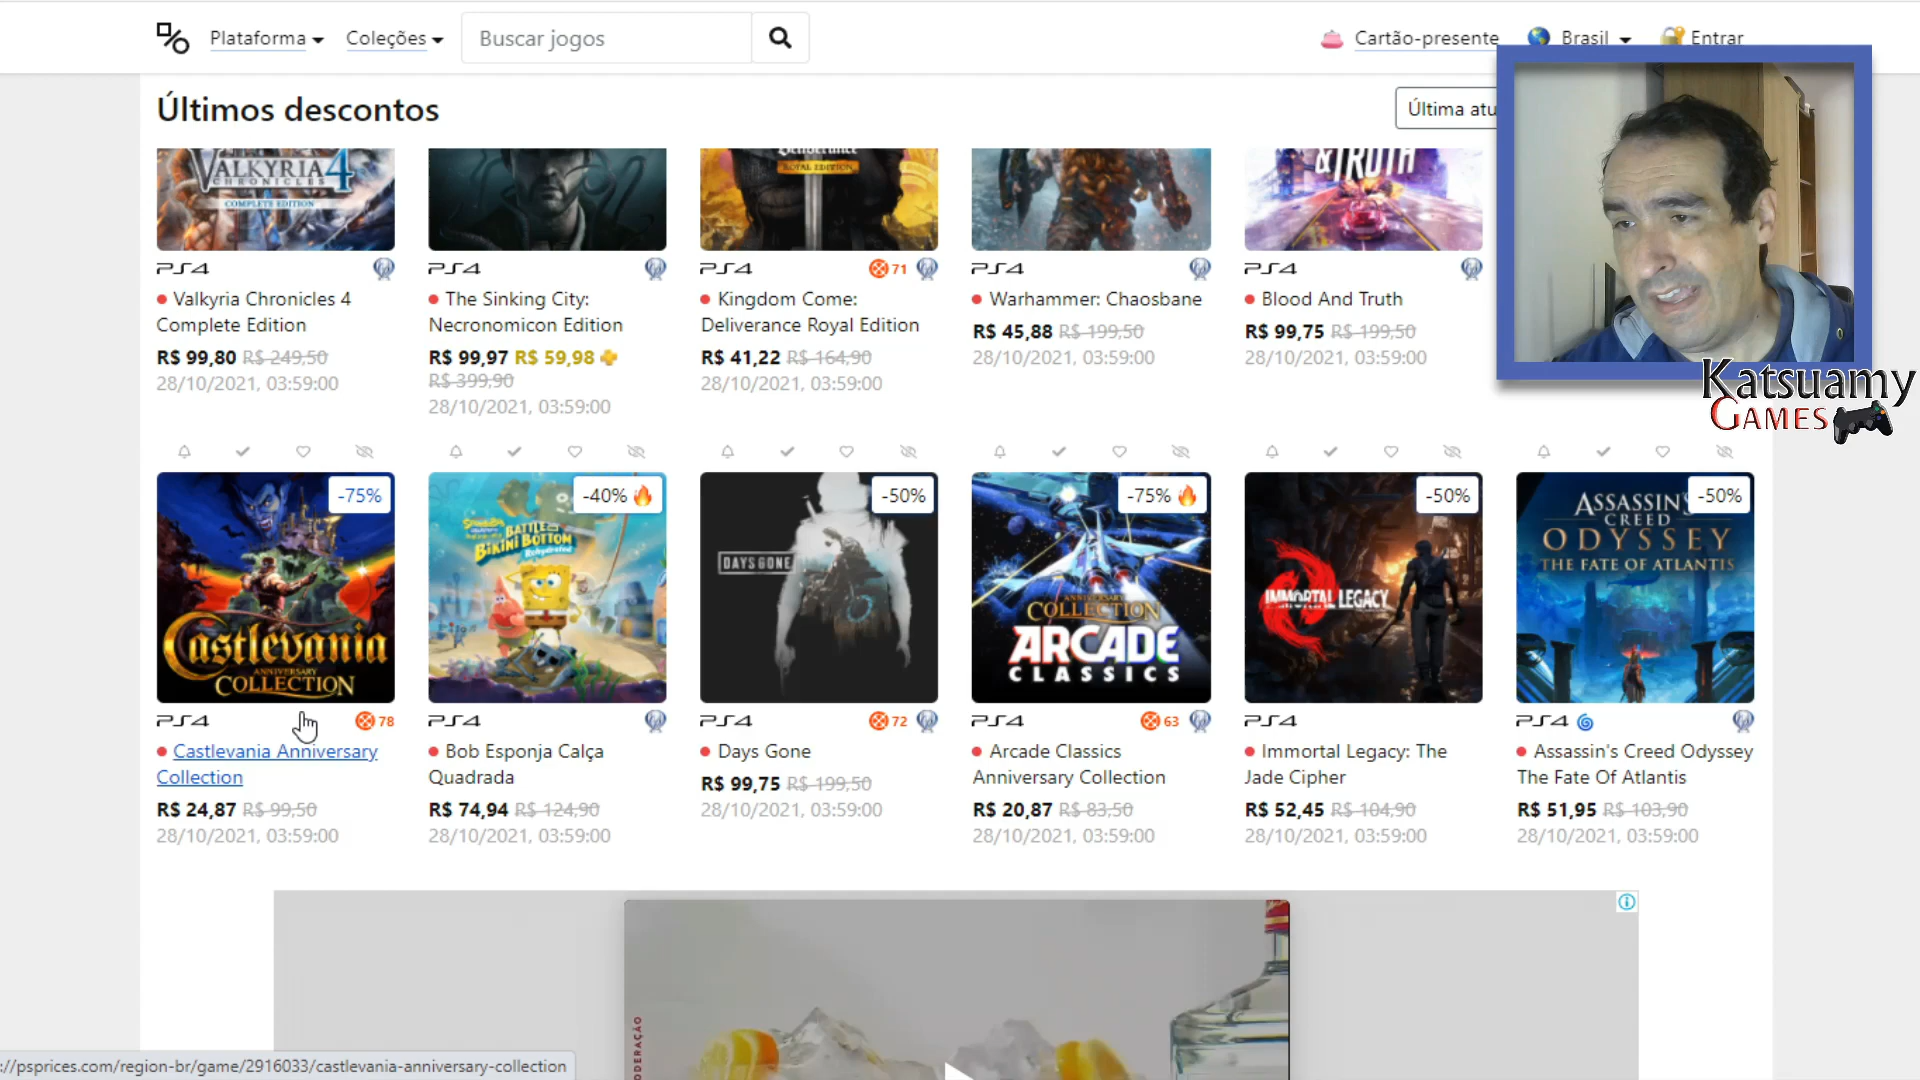 Plataforma
Coleções
Buscar jogos
Cartão-presente
Brasil
Entrar
Últimos descontos
Última atu
VALKYRIA
CHRONICLES 4
COMPLETE EDITION
ROYAL EDITION
& TRUTH
PS4
PS4
PS4
71
PS4
PS4
Valkyria Chronicles 4
Complete Edition
R$ 99,80 R$ 249,50
28/10/2021, 03:59:00
The Sinking City:
Necronomicon Edition
R$ 99,97 R$ 59,98
R$ 399,90
28/10/2021, 03:59:00
Kingdom Come:
Deliverance Royal Edition
R$ 41,22 R$ 164,90
28/10/2021, 03:59:00
Warhammer: Chaosbane
R$ 45,88 R$ 199,50
28/10/2021, 03:59:00
Blood And Truth
R$ 99,75 R$ 199,50
28/10/2021, 03:59:00
Katsuamy
GAMES
-75%
Castlevania
ANNIVERSARY
COLLECTION
-40%
BATTLE FOR
BIKINI BOTTOM
Rehydrated
-50%
DAYS GONE
-75%
ANNIVERSARY
COLLECTION
ARCADE
CLASSICS
-50%
IMMORTAL LEGACY
-50%
ASSASSIN'S
CREED
ODYSSEY
THE FATE OF ATLANTIS
PS4
78
PS4
PS4
72
PS4
63
PS4
PS4
Castlevania Anniversary
Collection
R$ 24,87 R$ 99,50
28/10/2021, 03:59:00
Bob Esponja Calça
Quadrada
R$ 74,94 R$ 124,90
28/10/2021, 03:59:00
Days Gone
R$ 99,75 R$ 199,50
28/10/2021, 03:59:00
Arcade Classics
Anniversary Collection
R$ 20,87 R$ 83,50
28/10/2021, 03:59:00
Immortal Legacy: The
Jade Cipher
R$ 52,45 R$ 104,90
28/10/2021, 03:59:00
Assassin's Creed Odyssey
The Fate Of Atlantis
R$ 51,95 R$ 103,90
28/10/2021, 03:59:00
ODERAÇÃO
://psprices.com/region-br/game/2916033/castlevania-anniversary-collection